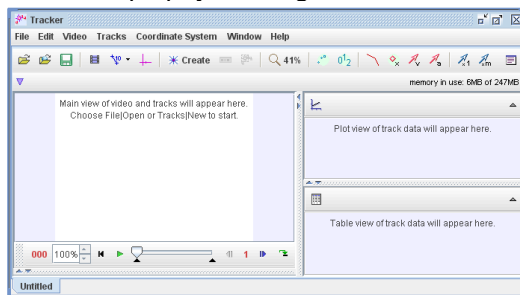 Tracker
File Edit Video Tracks Coordinate System Window Help
Create 41%
memory in use: 6MB of 247MB
Main view of video and tracks will appear here.
Choose File|Open or Tracks|New to start.
Plot view of track data will appear here.
Table view of track data will appear here.
000 100% 1
Untitled